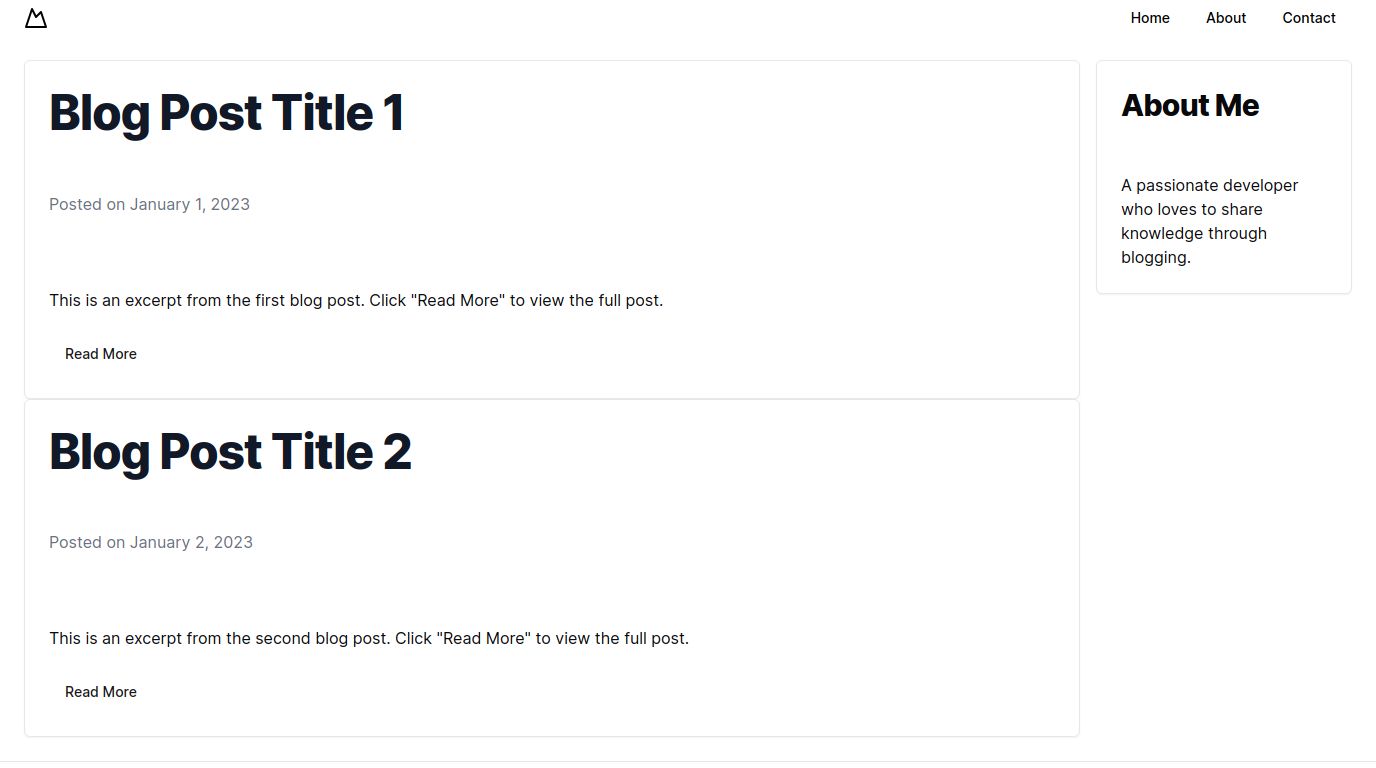 Home About Contact
Blog Post Title 1
Posted on January 1, 2023
This is an excerpt from the first blog post. Click "Read More" to view the full post.
Read More
Blog Post Title 2
Posted on January 2, 2023
This is an excerpt from the second blog post. Click "Read More" to view the full post.
Read More
About Me
A passionate developer
who loves to share
knowledge through
blogging.